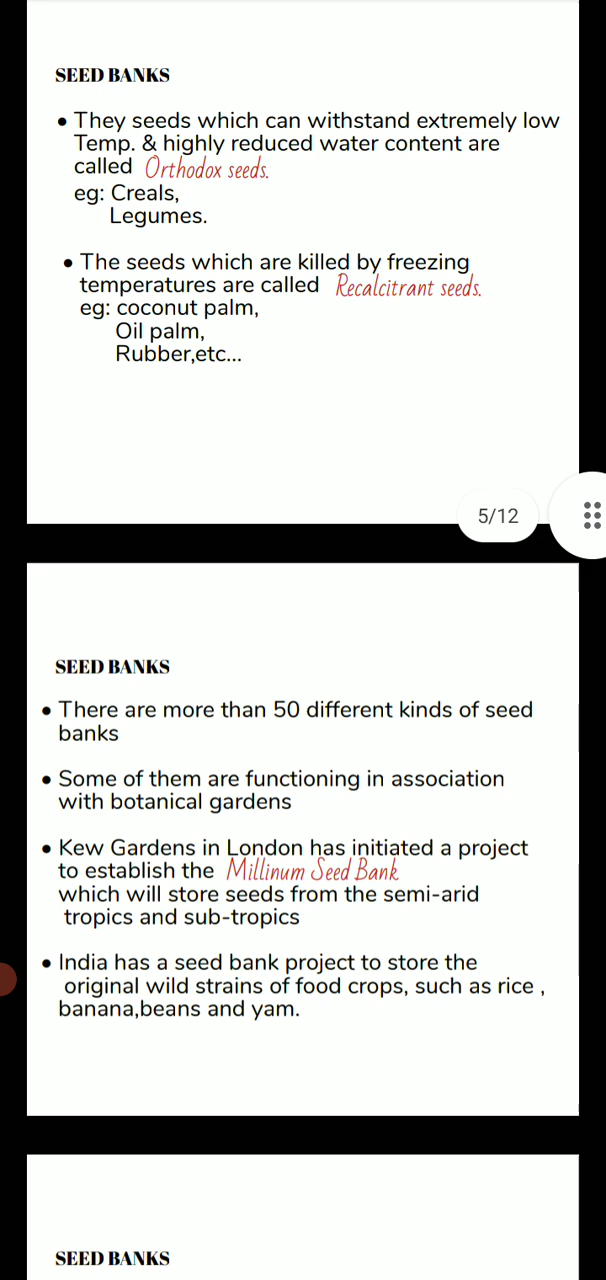 SEED BANKS
• They seeds which can withstand extremely low
Temp. & highly reduced water content are
called Orthodox seeds.
eg: Creals,
Legumes.
• The seeds which are killed by freezing
temperatures are called Recalcitrant seeds.
eg: coconut palm,
Oil palm,
Rubber,etc...
5/12
SEED BANKS
• There are more than 50 different kinds of seed
banks
• Some of them are functioning in association
with botanical gardens
• Kew Gardens in London has initiated a project
to establish the Millinum Seed Bank
which will store seeds from the semi-arid
tropics and sub-tropics
• India has a seed bank project to store the
original wild strains of food crops, such as rice ,
banana,beans and yam.
SEED BANKS